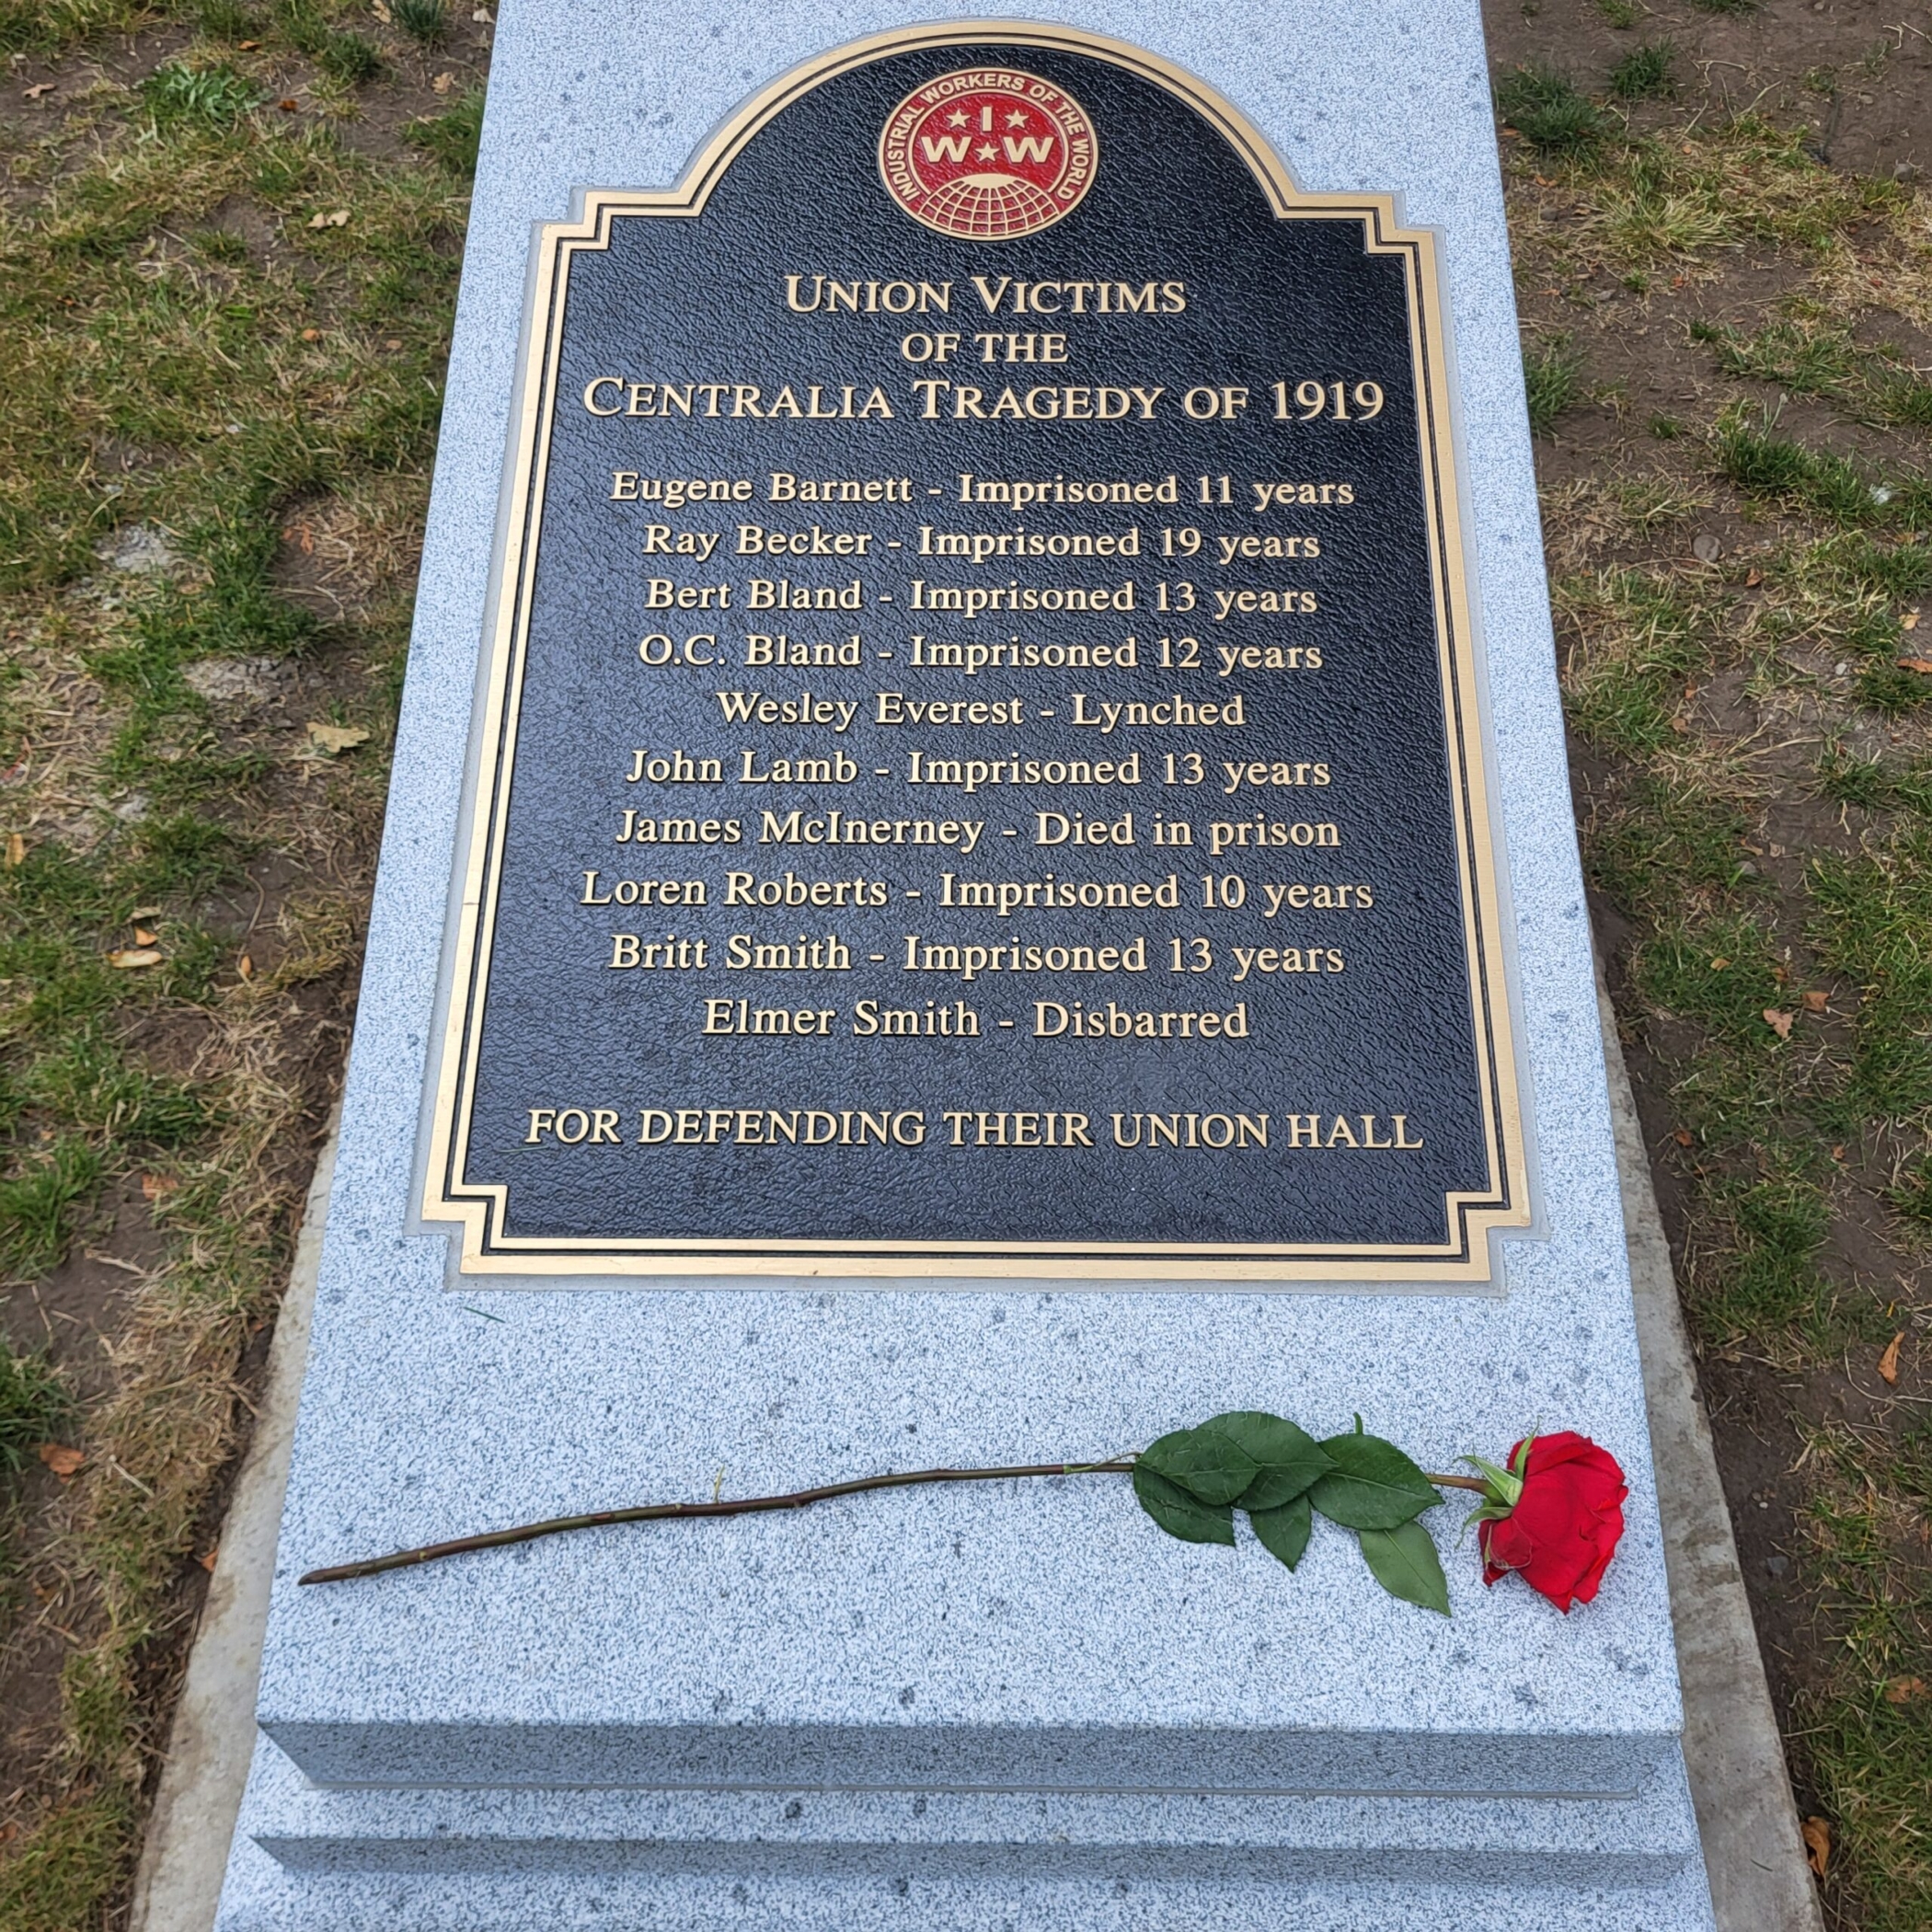 INDUSTRIAL WORKERS OF THE WORLD
I
W W
UNION VICTIMS
OF THE
CENTRALIA TRAGEDY OF 1919
Eugene Barnett - Imprisoned 11 years
Ray Becker - Imprisoned 19 years
Bert Bland - Imprisoned 13 years
O.C. Bland - Imprisoned 12 years
Wesley Everest - Lynched
John Lamb - Imprisoned 13 years
James McInerney - Died in prison
Loren Roberts - Imprisoned 10 years
Britt Smith - Imprisoned 13 years
Elmer Smith - Disbarred
FOR DEFENDING THEIR UNION HALL